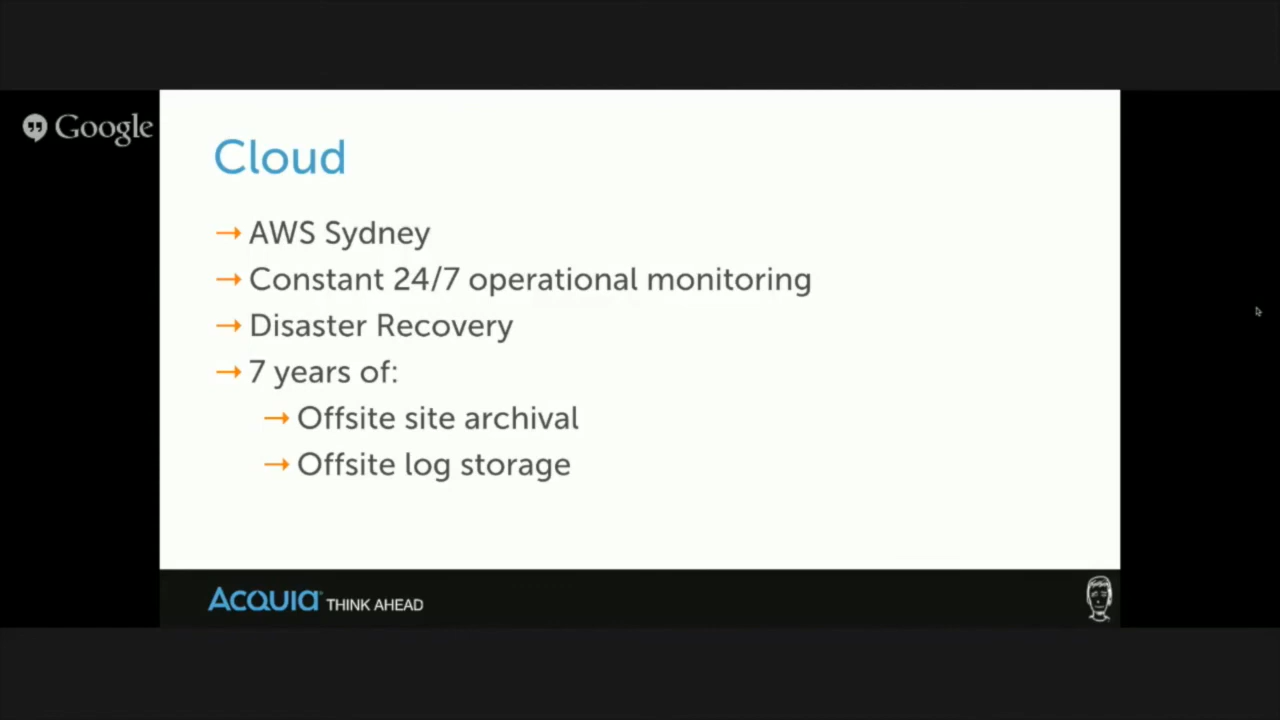 Google
Cloud
→ AWS Sydney
→ Constant 24/7 operational monitoring
→ Disaster Recovery
→ 7 years of:
→ Offsite site archival
→ Offsite log storage
Acquia THINK AHEAD